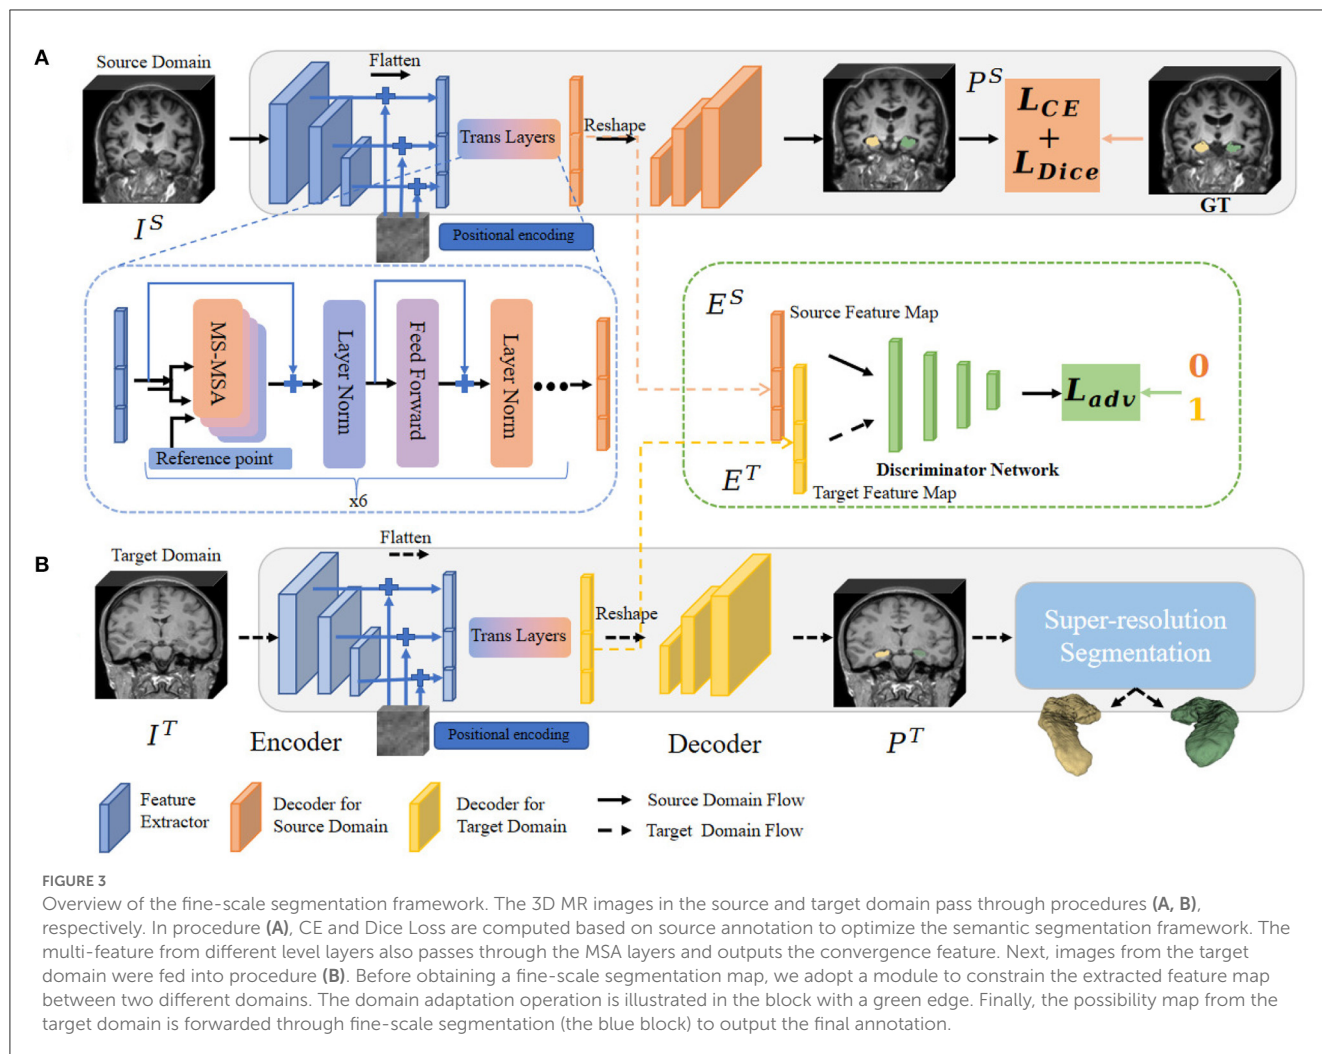 A
Source Domain
Flatten
Trans Layers
Reshape
P^S
L_CE
+
L_Dice
GT
I^S
Positional encoding
MS-MSA
Layer Norm
Feed Forward
Layer Norm
Reference point
x6
E^S
Source Feature Map
L_adv
0
1
E^T
Discriminator Network
Target Feature Map
B
Target Domain
Flatten
Trans Layers
Reshape
Super-resolution
Segmentation
I^T
Encoder
Positional encoding
Decoder
P^T
Feature
Extractor
Decoder for
Source Domain
Decoder for
Target Domain
Source Domain Flow
Target Domain Flow
FIGURE 3
Overview of the fine-scale segmentation framework. The 3D MR images in the source and target domain pass through procedures (A, B),
respectively. In procedure (A), CE and Dice Loss are computed based on source annotation to optimize the semantic segmentation framework. The
multi-feature from different level layers also passes through the MSA layers and outputs the convergence feature. Next, images from the target
domain were fed into procedure (B). Before obtaining a fine-scale segmentation map, we adopt a module to constrain the extracted feature map
between two different domains. The domain adaptation operation is illustrated in the block with a green edge. Finally, the possibility map from the
target domain is forwarded through fine-scale segmentation (the blue block) to output the final annotation.